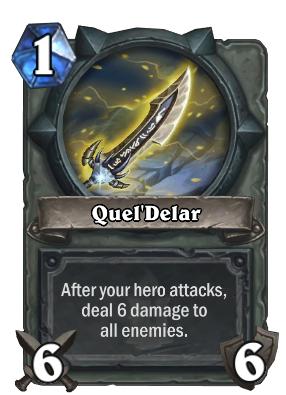 1
Quel'Delar
After your hero attacks,
deal 6 damage to
all enemies.
6
6